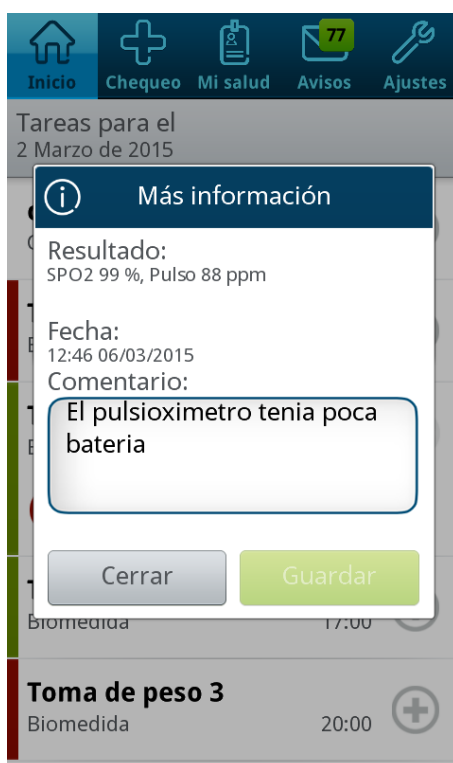 Inicio
Chequeo
Mi salud
77
Avisos
Ajustes
Tareas para el
2 Marzo de 2015
Más información
Resultado:
SPO2 99 %, Pulso 88 ppm
Fecha:
12:46 06/03/2015
Comentario:
El pulsioximetro tenia poca
bateria
Cerrar
Guardar
Biomedida 17:00
Toma de peso 3
Biomedida 20:00